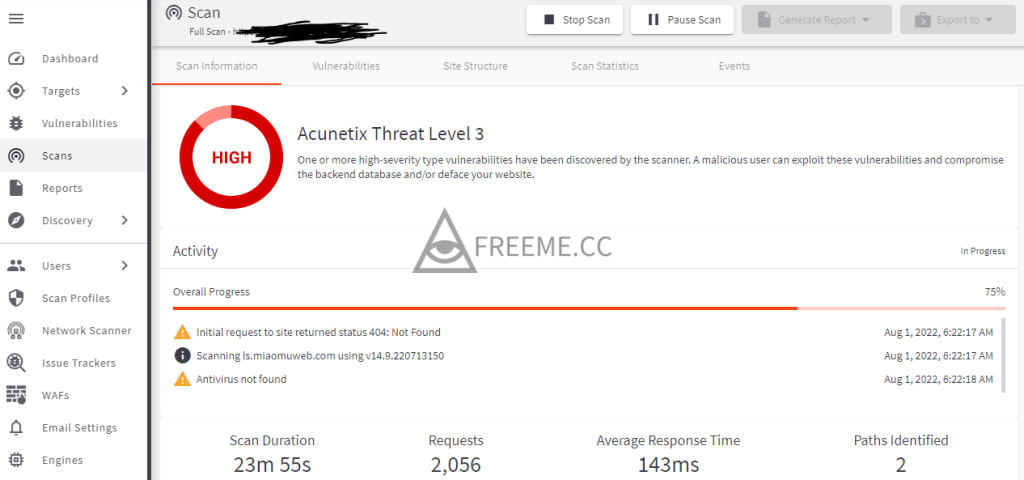 Scan
Full Scan -
Stop Scan
Pause Scan
Generate Report
Export to
Dashboard
Targets
Vulnerabilities
Scans
Reports
Discovery
Users
Scan Profiles
Network Scanner
Issue Trackers
WAFs
Email Settings
Engines
Scan Information Vulnerabilities Site Structure Scan Statistics Events
HIGH
Acunetix Threat Level 3
One or more high-severity type vulnerabilities have been discovered by the scanner. A malicious user can exploit these vulnerabilities and compromise
the backend database and/or deface your website.
FREEME.CC
Activity In Progress
Overall Progress 75%
Initial request to site returned status 404: Not Found Aug 1, 2022, 6:22:17 AM
Scanning ls.miaomuweb.com using v14.9.220713150 Aug 1, 2022, 6:22:17 AM
Antivirus not found Aug 1, 2022, 6:22:18 AM
Scan Duration Requests Average Response Time Paths Identified
23m 55s 2,056 143ms 2